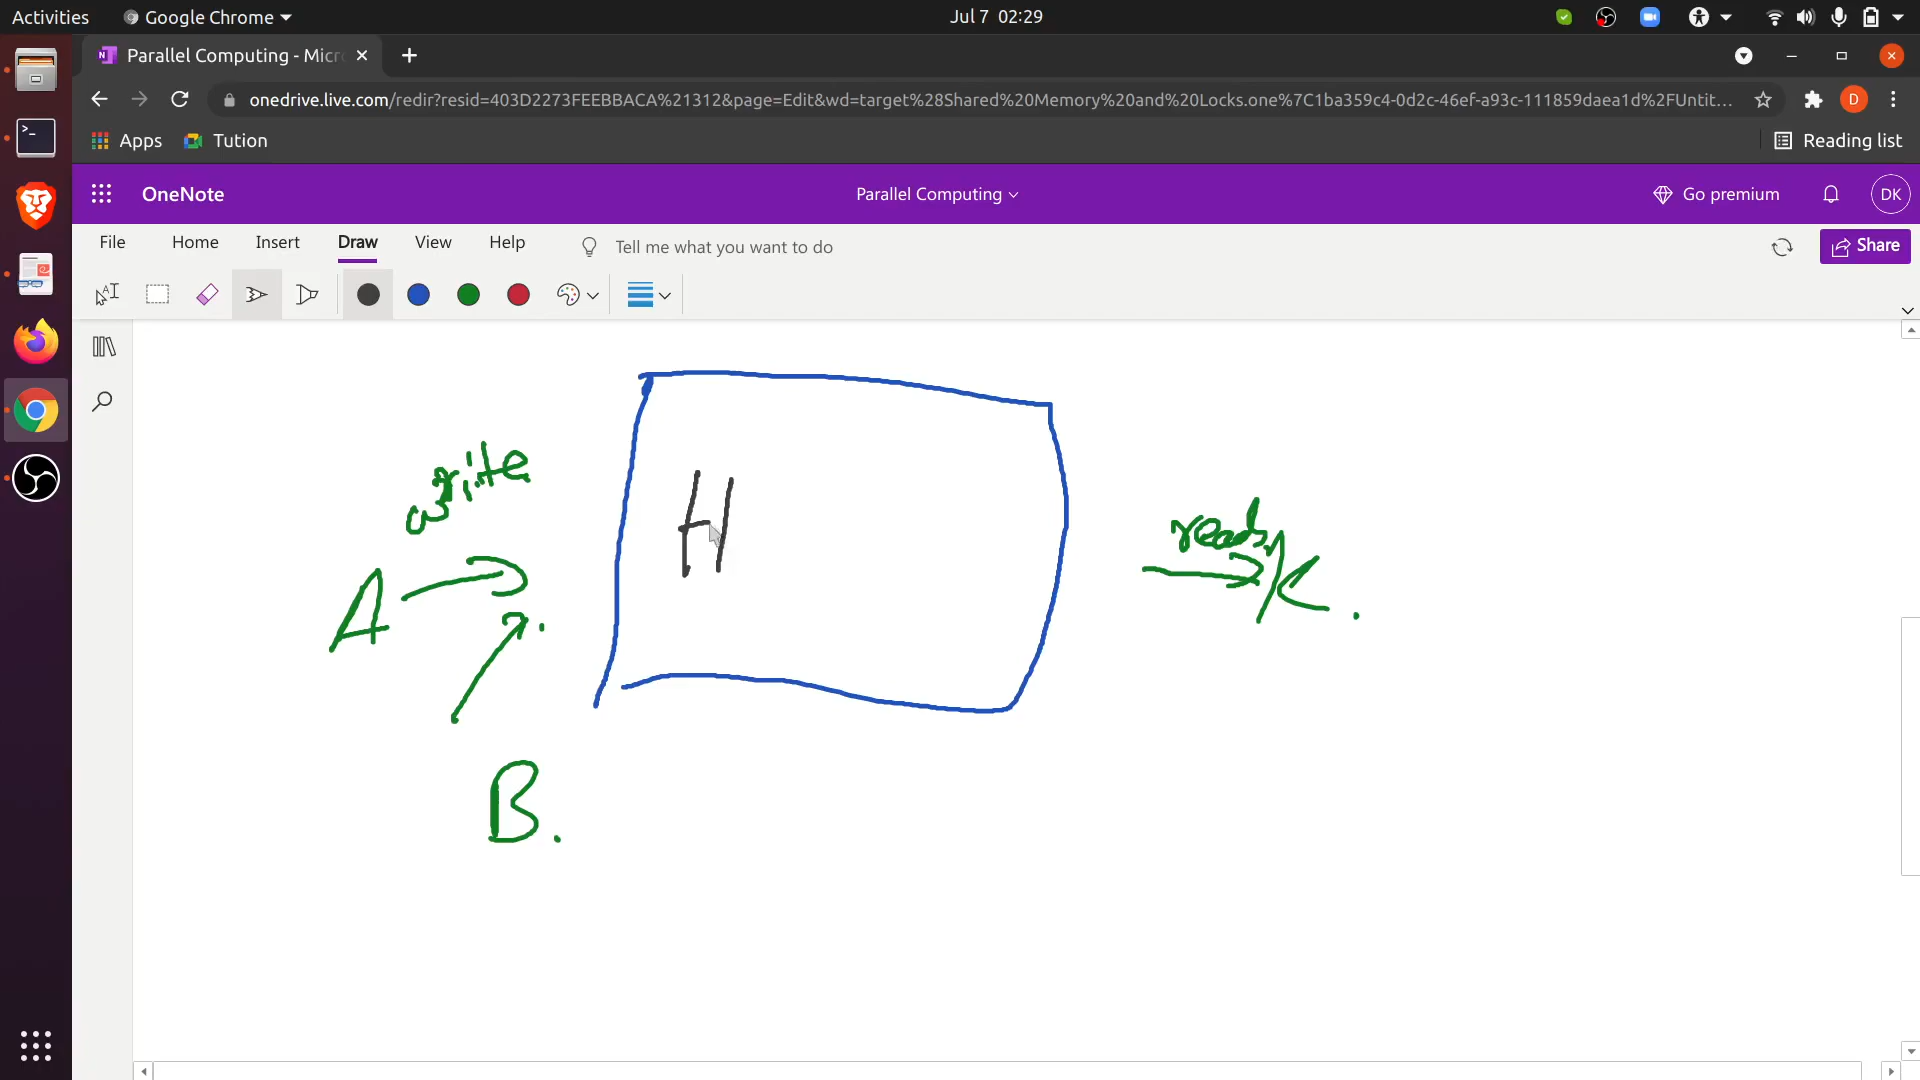 Activities
Google Chrome
Jul 7 02:29
Parallel Computing - Micr
onedrive.live.com/redir?resid=403D2273FEEBBACA%21312&page=Edit&wd=target%28Shared%20Memory%20and%20Locks.one%7C1ba359c4-0d2c-46ef-a93c-111859daea1d%2FUntit...
D
Apps
Tution
Reading list
OneNote
Parallel Computing
Go premium
DK
File
Home
Insert
Draw
View
Help
Tell me what you want to do
Share
write
H
reads
A
B.